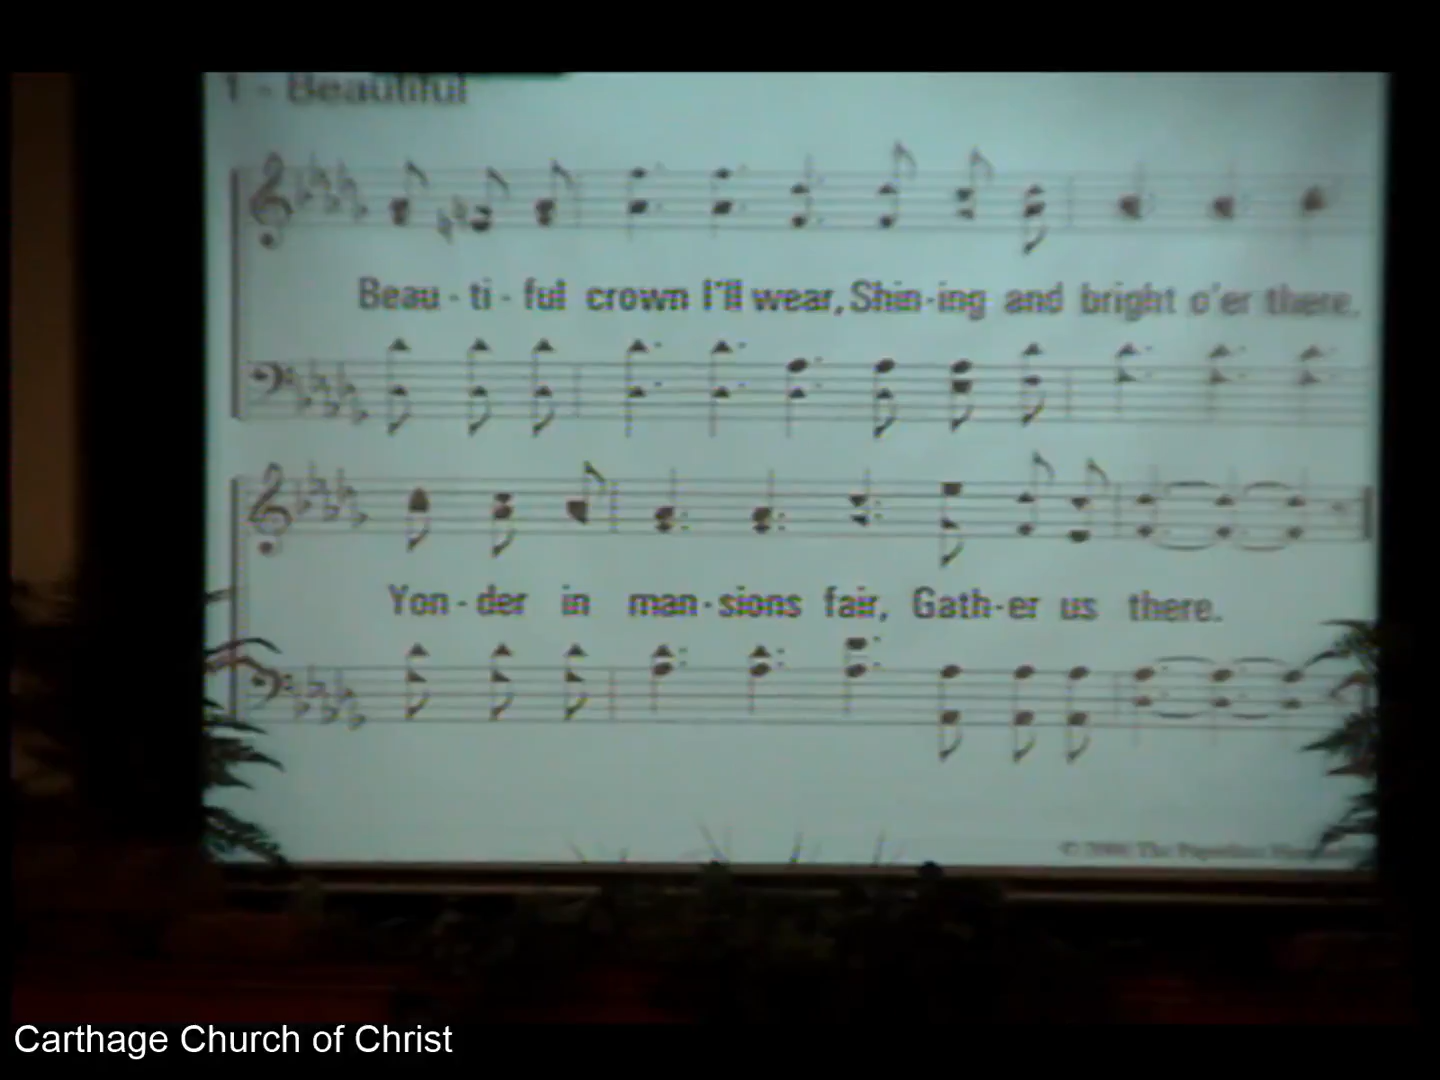 1 - Beautiful
Beau - ti - ful crown I'll wear, Shin-ing and bright o'er there.
Yon - der in man - sions fair, Gath-er us there.
Carthage Church of Christ